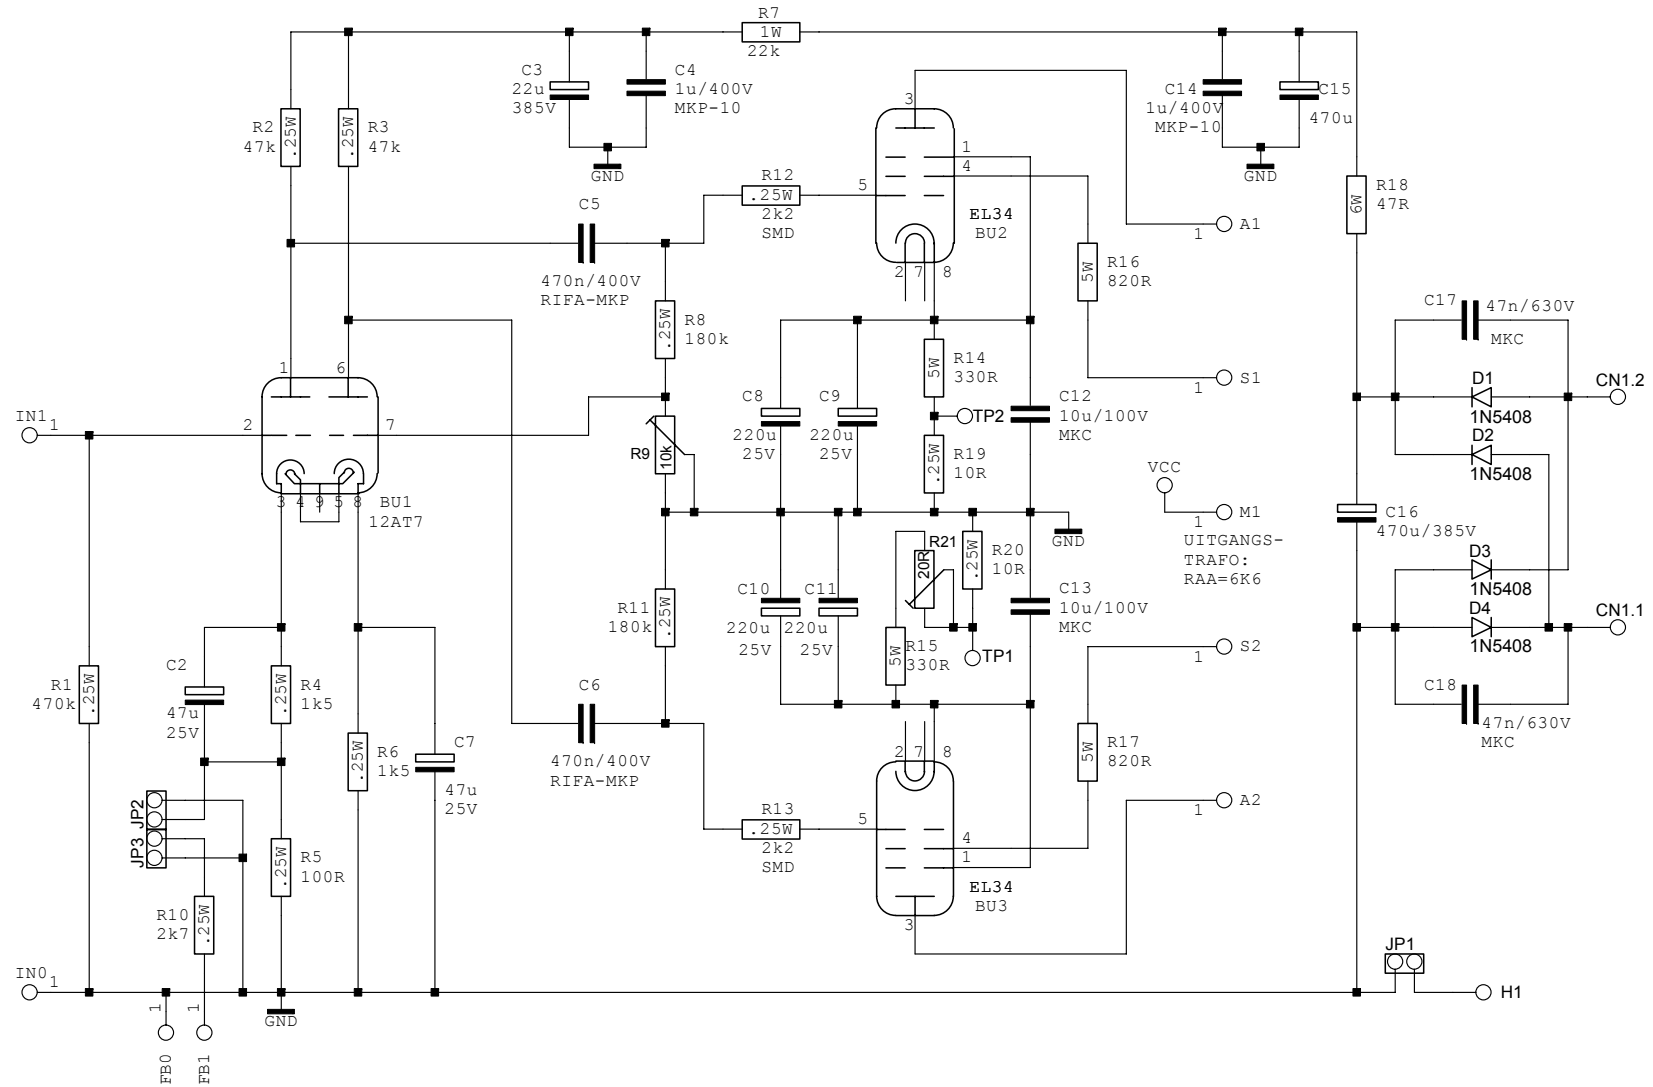 R7
1W
22k
C3
22u
385V
C4
1u/400V
MKP-10
GND
C14
1u/400V
MKP-10
C15
470u
GND
R2
47k
.25W
R3
47k
.25W
3
1
4
5
EL34
BU2
2 7 8
R12
.25W
2k2
SMD
A1
1
R18
47R
6W
C5
470n/400V
RIFA-MKP
R16
820R
5W
R8
180k
.25W
C17
47n/630V
MKC
R14
330R
5W
S1
1
D1
1N5408
CN1.2
D2
1N5408
1 6
IN1
1
2
7
3 4 9 5 8
BU1
12AT7
R9
10k
C8
220u
25V
C9
220u
25V
TP2
R19
10R
.25W
C12
10u/100V
MKC
VCC
M1
1
UITGANGS-
TRAFO:
RAA=6K6
C16
470u/385V
GND
R21
20R
R20
10R
.25W
D3
1N5408
D4
1N5408
CN1.1
R11
180k
.25W
C10
220u
25V
C11
220u
25V
C13
10u/100V
MKC
R15
330R
5W
TP1
S2
1
C2
47u
25V
R1
470k
.25W
R4
1k5
.25W
C6
470n/400V
RIFA-MKP
C18
47n/630V
MKC
R6
1k5
.25W
C7
47u
25V
2 7 8
R17
820R
5W
JP2
JP3
R13
.25W
2k2
SMD
5
4
1
3
EL34
BU3
A2
1
R5
100R
.25W
R10
2k7
.25W
JP1
IN0
1
H1
GND
1
FB0
1
FB1